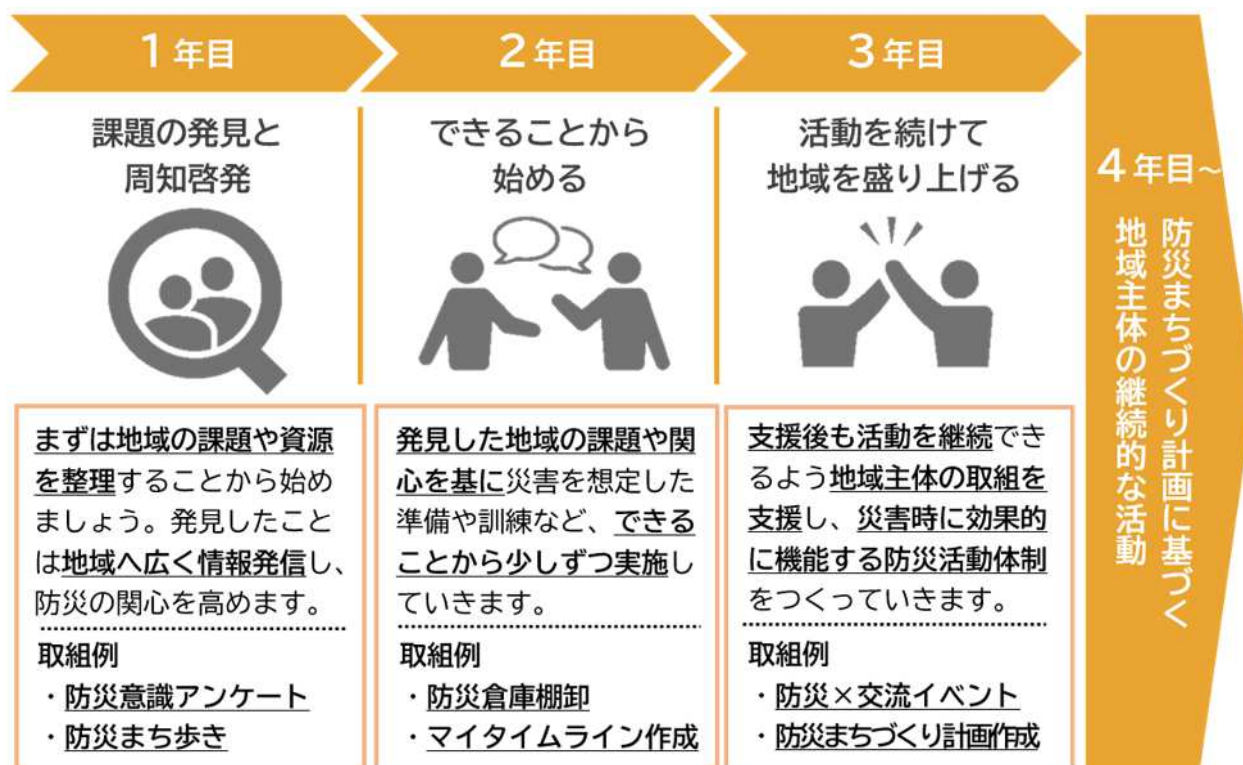 1年目
課題の発見と
周知啓発
まずは地域の課題や資源
を整理することから始め
ましょう。発見したこと
は地域へ広く情報発信し、
防災の関心を高めます。
取組例
・防災意識アンケート
・防災まち歩き
2年目
できることから
始める
発見した地域の課題や関
心を基に災害を想定した
準備や訓練など、できる
ことから少しずつ実施し
ていきます。
取組例
・防災倉庫棚卸
・マイタイムライン作成
3年目
活動を続けて
地域を盛り上げる
支援後も活動を継続でき
るよう地域主体の取組を
支援し、災害時に効果的
に機能する防災活動体制
をつくっていきます。
取組例
・防災×交流イベント
・防災まちづくり計画作成
4年目～
防災まちづくり計画に基づく
地域主体の継続的な活動